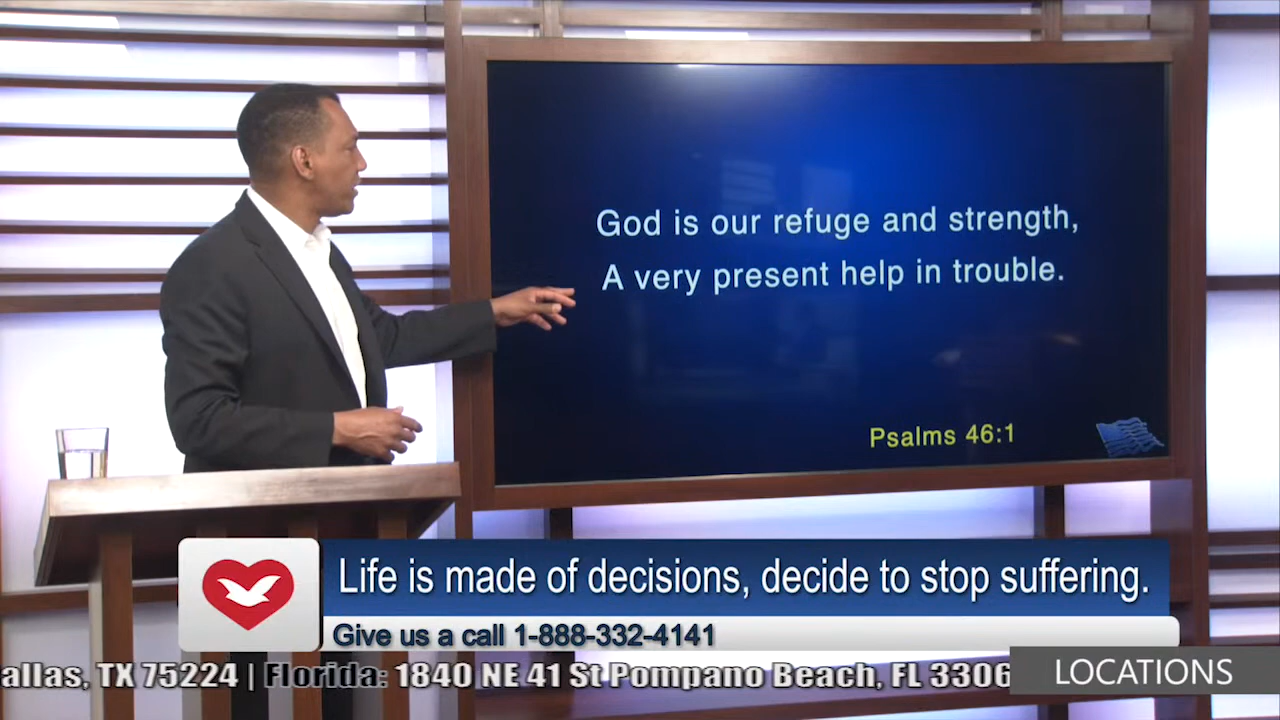 God is our refuge and strength,
A very present help in trouble.
Psalms 46:1
Life is made of decisions, decide to stop suffering.
Give us a call 1-888-332-4141
allas, TX 75224 | Florida: 1840 NE 41 St Pompano Beach, FL 3306
LOCATIONS